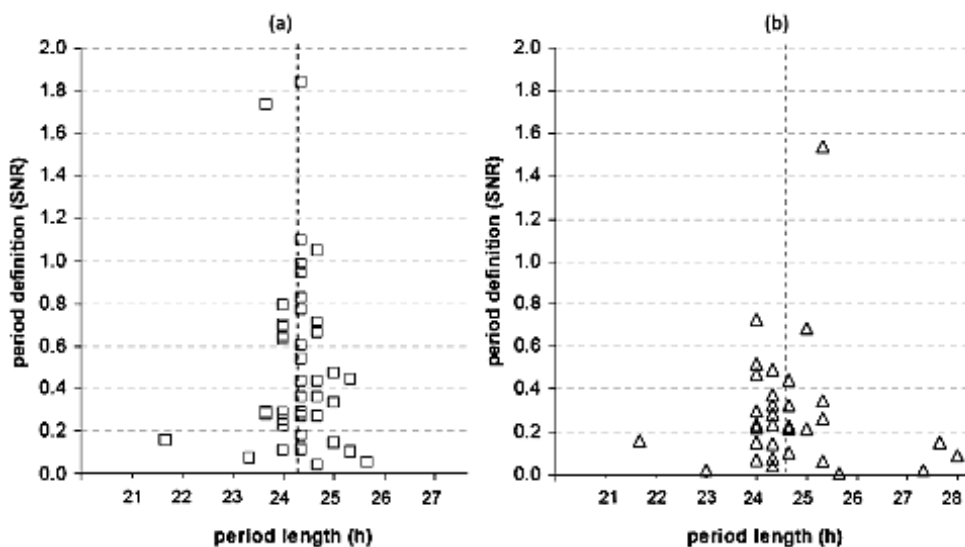 (a)
period definition (SNR)
2.0
1.8
1.6
1.4
1.2
1.0
0.8
0.6
0.4
0.2
0.0
21 22 23 24 25 26 27
period length (h)
(b)
period definition (SNR)
2.0
1.8
1.6
1.4
1.2
1.0
0.8
0.6
0.4
0.2
0.0
21 22 23 24 25 26 27 28
period length (h)